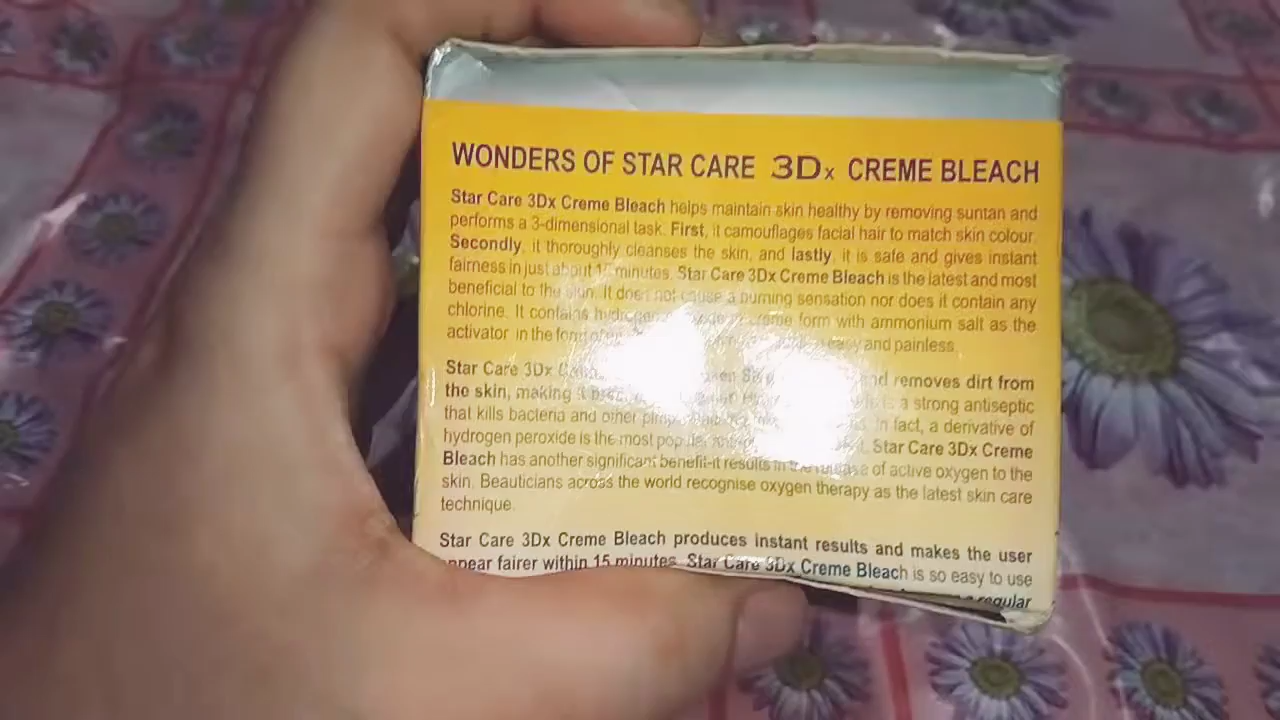 WONDERS OF STAR CARE 3Dx CREME BLEACH
Star Care 3Dx Creme Bleach helps maintain skin healthy by removing suntan and
performs a 3-dimensional task. First, it camouflages facial hair to match skin colour.
Secondly, it thoroughly cleanses the skin, and lastly, it is safe and gives instant
fairness in just about 15 minutes. Star Care 3Dx Creme Bleach is the latest and most
beneficial to the skin. It does not cause a burning sensation nor does it contain any
chlorine. It contains hydrogen creme form with ammonium salt as the
activator in the form easy and painless.
Star Care 3Dx removes dirt from
the skin, making it a strong antiseptic
that kills bacteria and other In fact, a derivative of
hydrogen peroxide is the most Star Care 3Dx Creme
Bleach has another significant benefit-it results in the release of active oxygen to the
skin. Beauticians across the world recognise oxygen therapy as the latest skin care
technique.
Star Care 3Dx Creme Bleach produces instant results and makes the user
appear fairer within 15 minutes. Star Care 3Dx Creme Bleach is so easy to use
regular